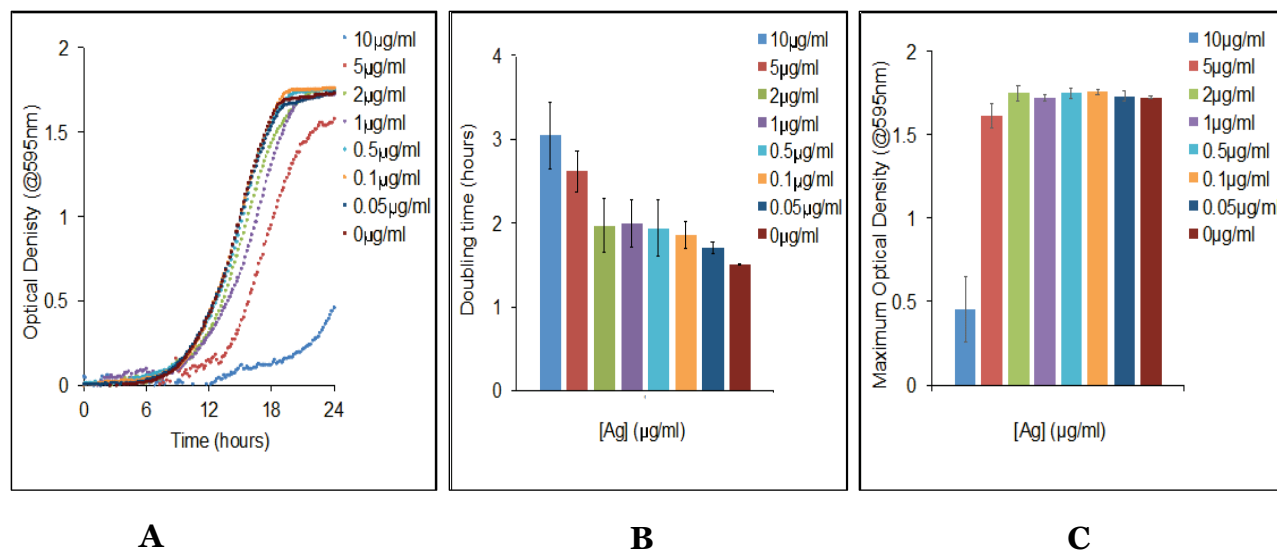 2
1.5
1
0.5
0
0 6 12 18 24
Optical Denisty (@595nm)
Time (hours)
10µg/ml
5µg/ml
2µg/ml
1µg/ml
0.5µg/ml
0.1µg/ml
0.05µg/ml
0µg/ml
A
4
3
2
1
0
Doubling time (hours)
[Ag] (µg/ml)
10µg/ml
5µg/ml
2µg/ml
1µg/ml
0.5µg/ml
0.1µg/ml
0.05µg/ml
0µg/ml
B
2
1.5
1
0.5
0
Maximum Optical Density (@595nm)
[Ag] (µg/ml)
10µg/ml
5µg/ml
2µg/ml
1µg/ml
0.5µg/ml
0.1µg/ml
0.05µg/ml
0µg/ml
C